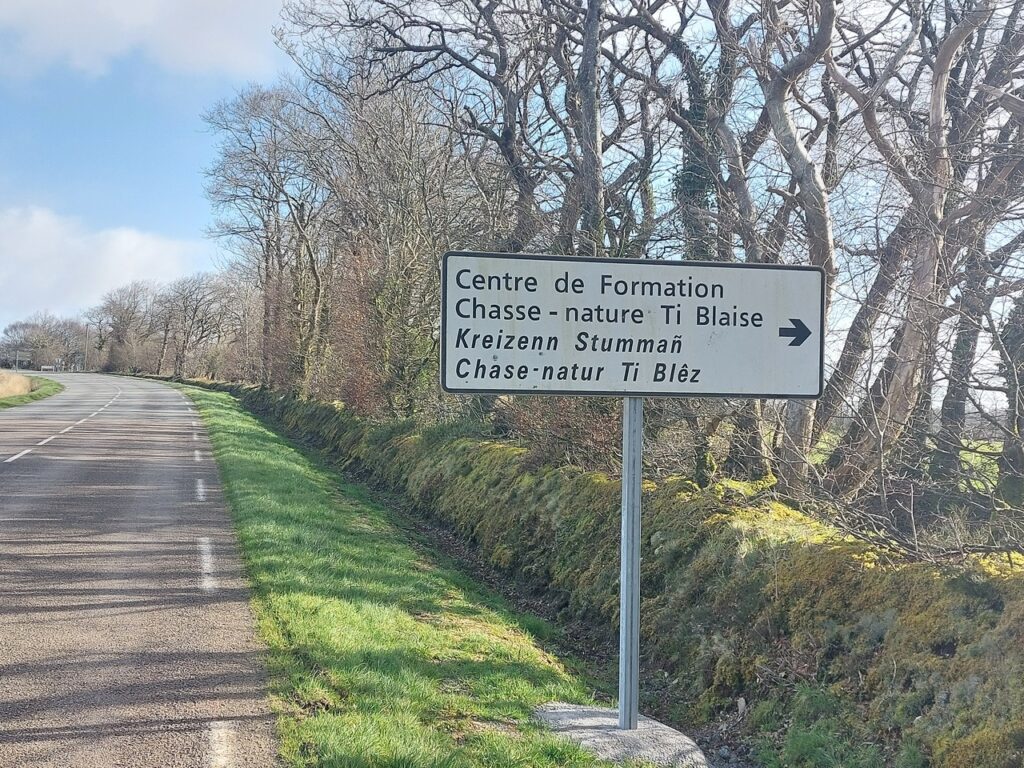 Centre de Formation
Chasse - nature Ti Blaise
Kreizenn Stummañ
Chase-natur Ti Blêz